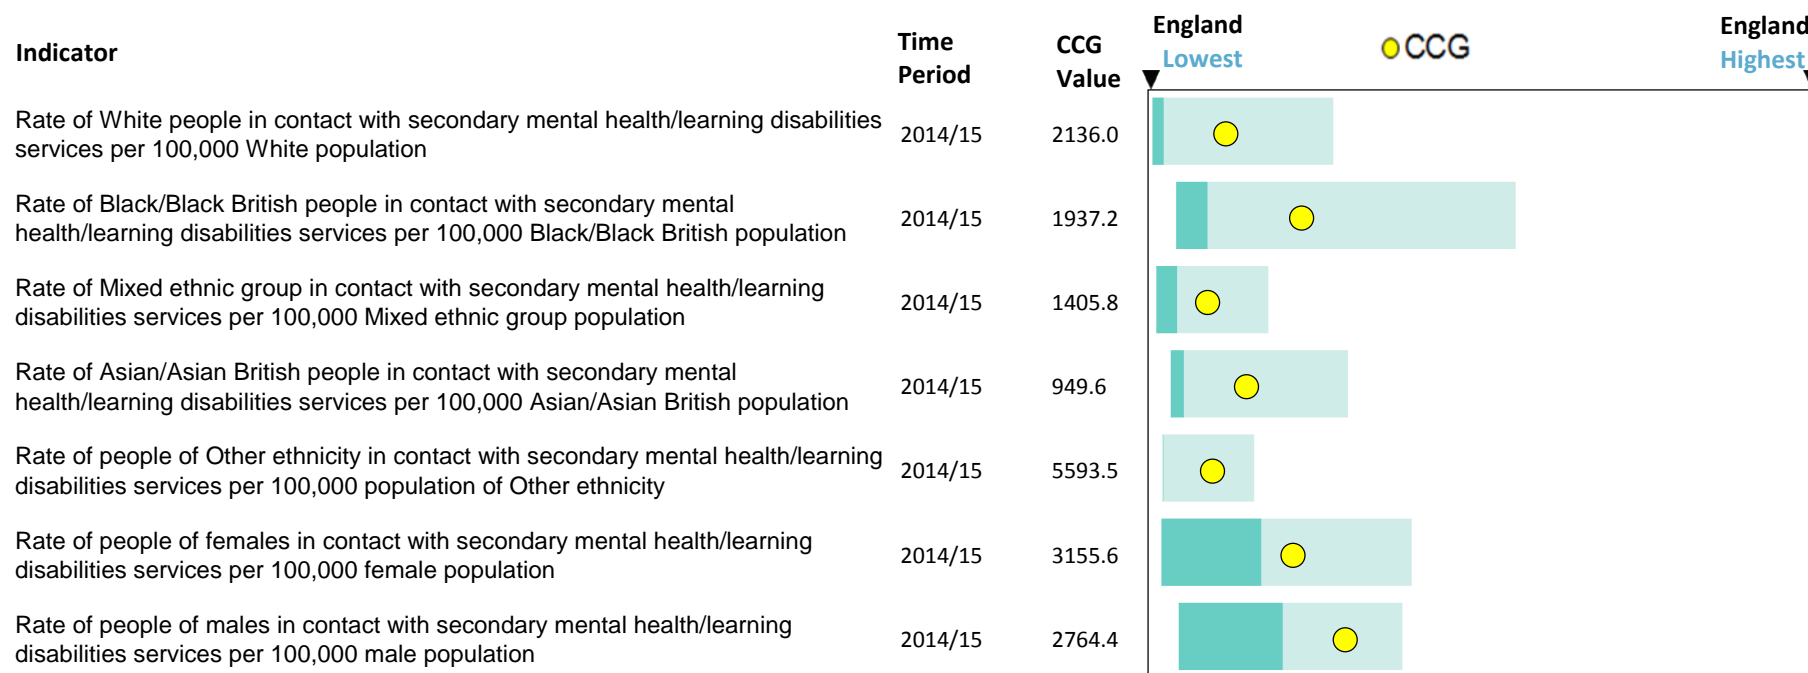 Indicator
Time Period
CCG Value
England Lowest
CCG
England Highest
Rate of White people in contact with secondary mental health/learning disabilities
services per 100,000 White population
2014/15
2136.0
Rate of Black/Black British people in contact with secondary mental
health/learning disabilities services per 100,000 Black/Black British population
2014/15
1937.2
Rate of Mixed ethnic group in contact with secondary mental health/learning
disabilities services per 100,000 Mixed ethnic group population
2014/15
1405.8
Rate of Asian/Asian British people in contact with secondary mental
health/learning disabilities services per 100,000 Asian/Asian British population
2014/15
949.6
Rate of people of Other ethnicity in contact with secondary mental health/learning
disabilities services per 100,000 population of Other ethnicity
2014/15
5593.5
Rate of people of females in contact with secondary mental health/learning
disabilities services per 100,000 female population
2014/15
3155.6
Rate of people of males in contact with secondary mental health/learning
disabilities services per 100,000 male population
2014/15
2764.4